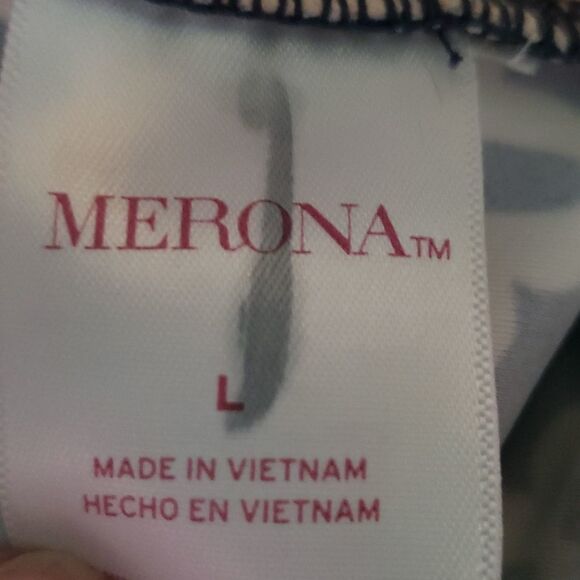 MERONA™
L
MADE IN VIETNAM
HECHO EN VIETNAM